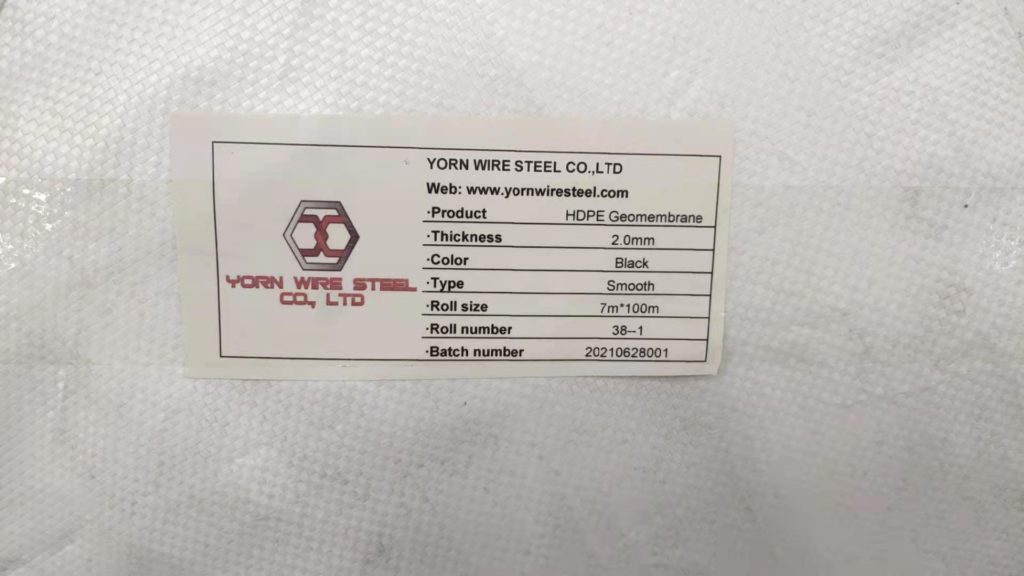 YORN WIRE STEEL
CO., LTD
YORN WIRE STEEL CO.,LTD
Web: www.yornwiresteel.com
·Product HDPE Geomembrane
·Thickness 2.0mm
·Color Black
·Type Smooth
·Roll size 7m*100m
·Roll number 38--1
·Batch number 20210628001